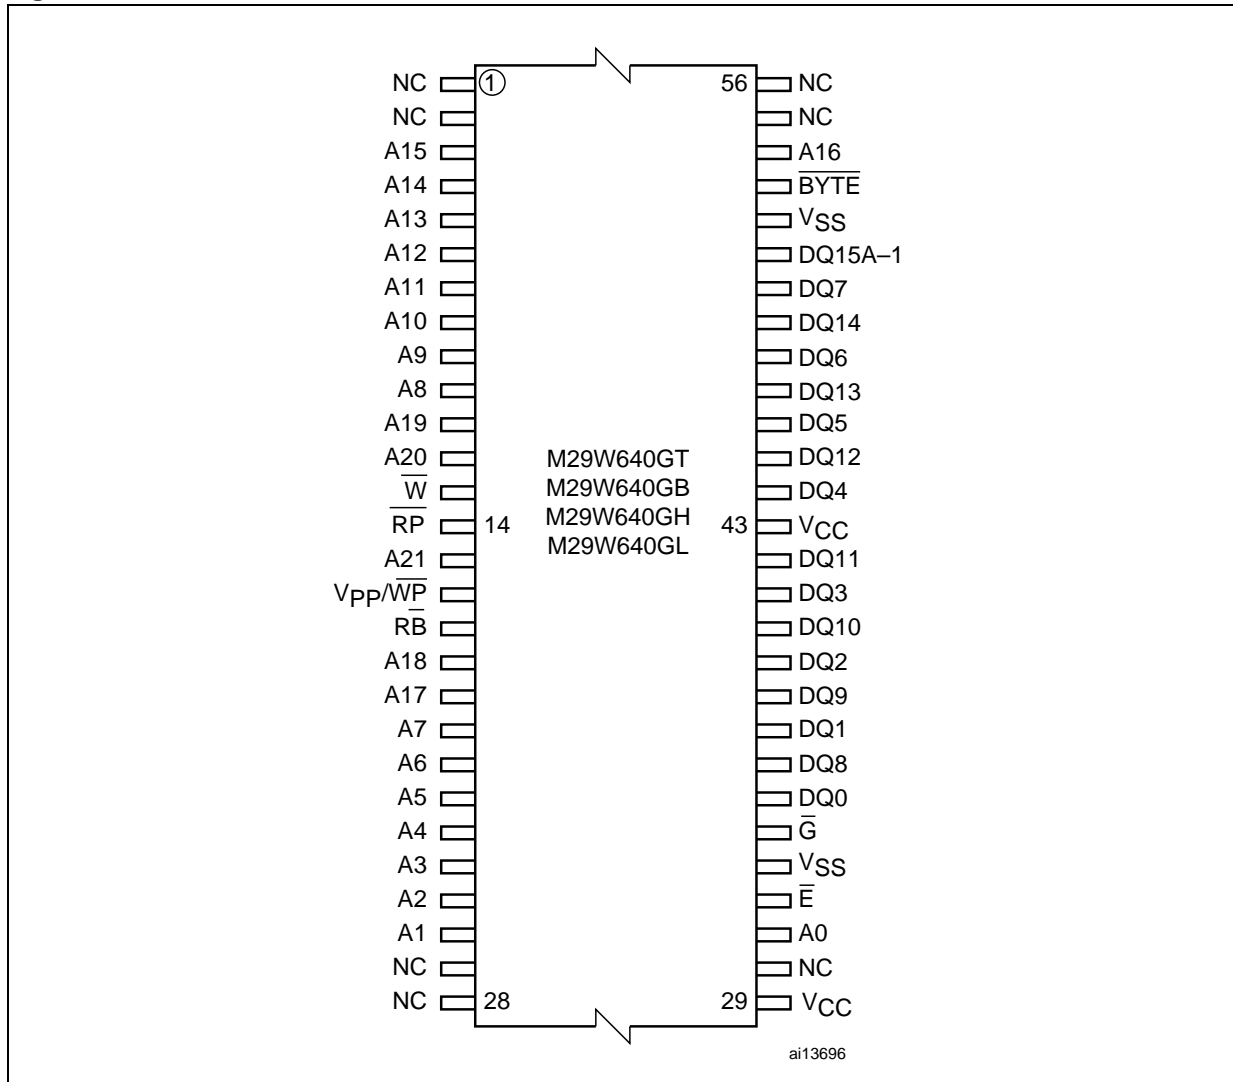 NC 1 56 NC
NC NC
A15 A16
A14 B̅Y̅T̅E̅
A13 VSS
A12 DQ15A–1
A11 DQ7
A10 DQ14
A9 DQ6
A8 DQ13
A19 DQ5
A20 M29W640GT DQ12
W̅ M29W640GB DQ4
R̅P̅ 14 M29W640GH 43 VCC
A21 M29W640GL DQ11
VPP/W̅P̅ DQ3
RB̅ DQ10
A18 DQ2
A17 DQ9
A7 DQ1
A6 DQ8
A5 DQ0
A4 G̅
A3 VSS
A2 E̅
A1 A0
NC NC
NC 28 29 VCC
ai13696